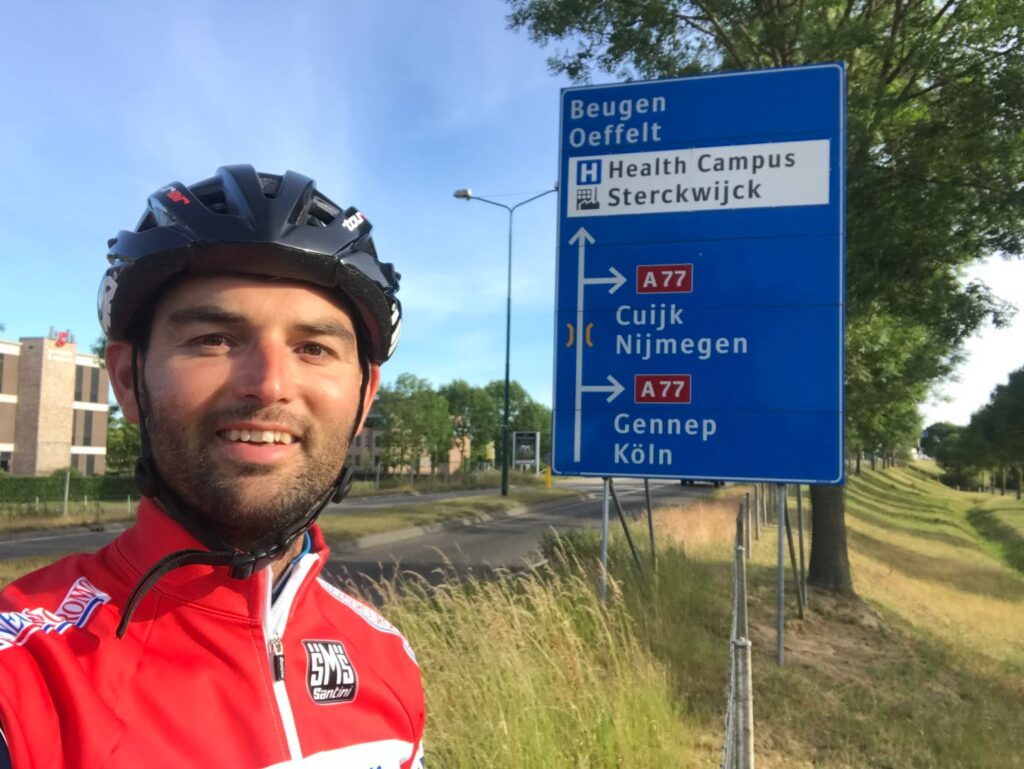 Beugen
Oeffelt
H Health Campus
Sterckwijck
A77
Cuijk
Nijmegen
A77
Gennep
Köln
SMS
Santini